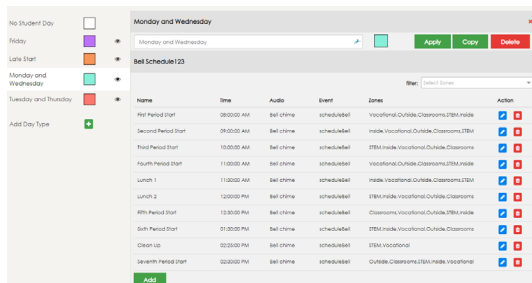 No Student Day
Friday
Late Start
Monday and
Wednesday
Tuesday and Thursday
Add Day Type
Monday and Wednesday
Monday and Wednesday
Apply
Copy
Delete
Bell Schedule123
filter: Select Zones
Name Time Audio Event Zones Action
First Period Start 08:00:00 AM Bell chime scheduleBell Vocational,Outside,Classrooms,STEM,Inside
Second Period Start 09:00:00 AM Bell chime scheduleBell Inside,Vocational,Outside,Classrooms,STEM
Third Period Start 10:00:00 AM Bell chime scheduleBell STEM,Inside,Vocational,Outside,Classrooms
Fourth Period Start 11:00:00 AM Bell chime scheduleBell Vocational,Outside,Classrooms,STEM,Inside
Lunch 1 11:30:00 AM Bell chime scheduleBell Inside,Vocational,Outside,Classrooms,STEM
Lunch 2 12:00:00 PM Bell chime scheduleBell STEM,Inside,Vocational,Outside,Classrooms
Fifth Period Start 12:30:00 PM Bell chime scheduleBell Classrooms,Vocational,Outside,STEM,Inside
Sixth Period Start 01:30:00 PM Bell chime scheduleBell STEM,Inside,Vocational,Outside,Classrooms
Clean Up 02:25:00 PM Bell chime scheduleBell STEM,Vocational
Seventh Period Start 02:30:00 PM Bell chime scheduleBell Outside,Classrooms,STEM,Inside,Vocational
Add